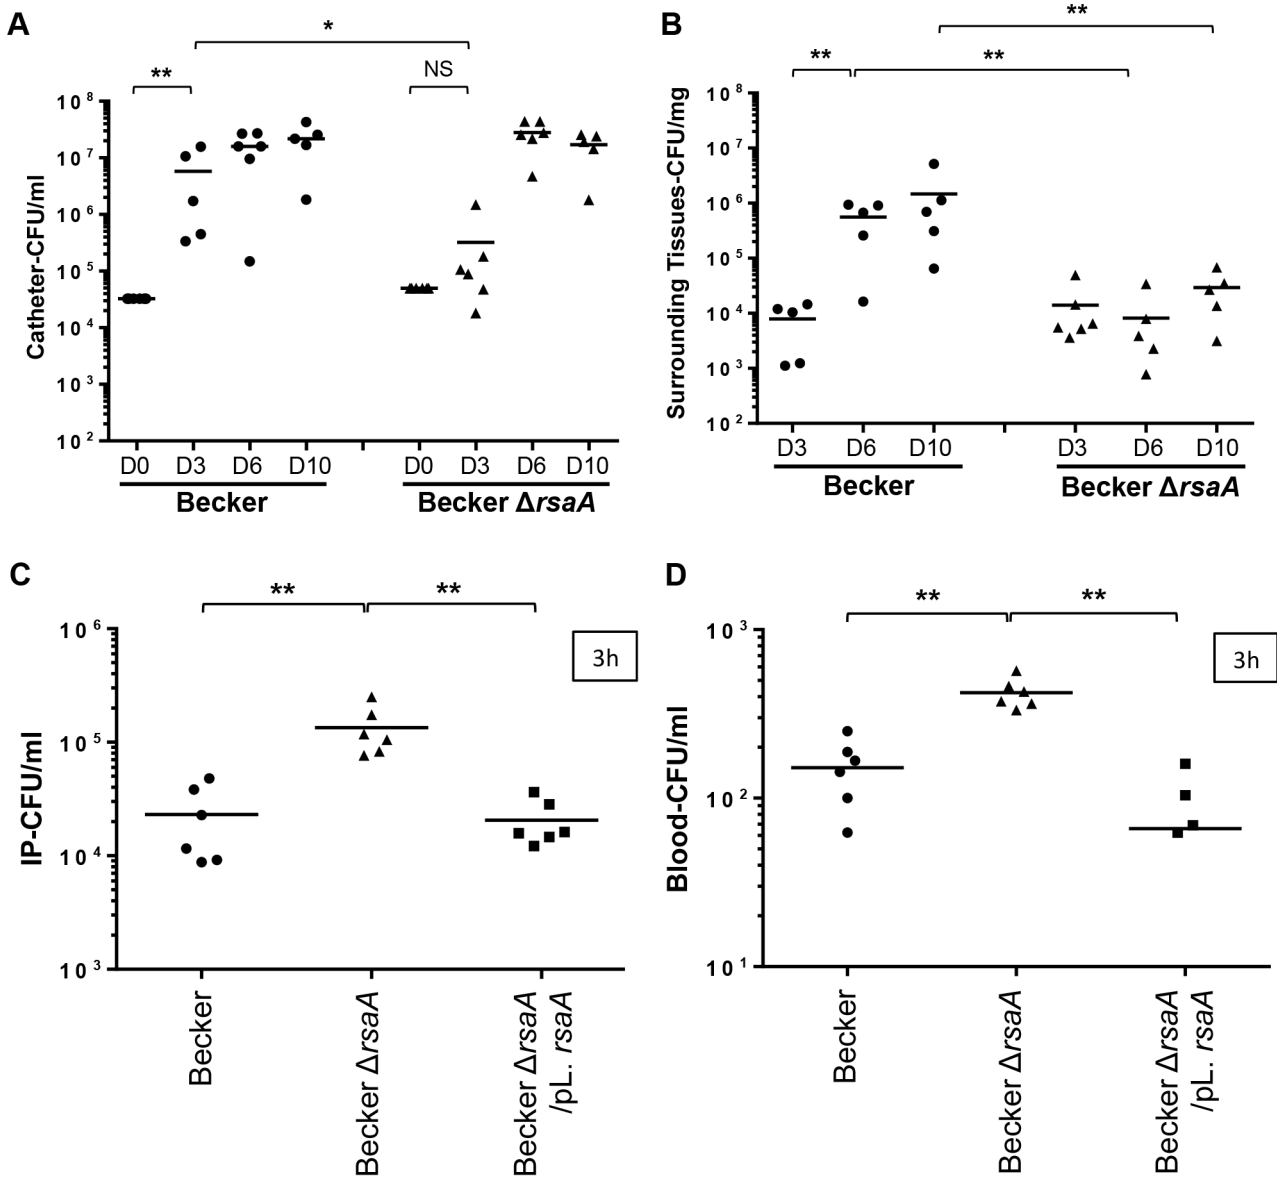 A
*
**
NS
Catheter-CFU/ml
10 8
10 7
10 6
10 5
10 4
10 3
10 2
D0 D3 D6 D10 D0 D3 D6 D10
Becker Becker ΔrsaA
B
**
** **
Surrounding Tissues-CFU/mg
10 8
10 7
10 6
10 5
10 4
10 3
10 2
D3 D6 D10 D3 D6 D10
Becker Becker ΔrsaA
C
** **
3h
IP-CFU/ml
10 6
10 5
10 4
10 3
Becker
Becker ΔrsaA
Becker ΔrsaA
/pL. rsaA
D
** **
3h
Blood-CFU/ml
10 3
10 2
10 1
Becker
Becker ΔrsaA
Becker ΔrsaA
/pL. rsaA